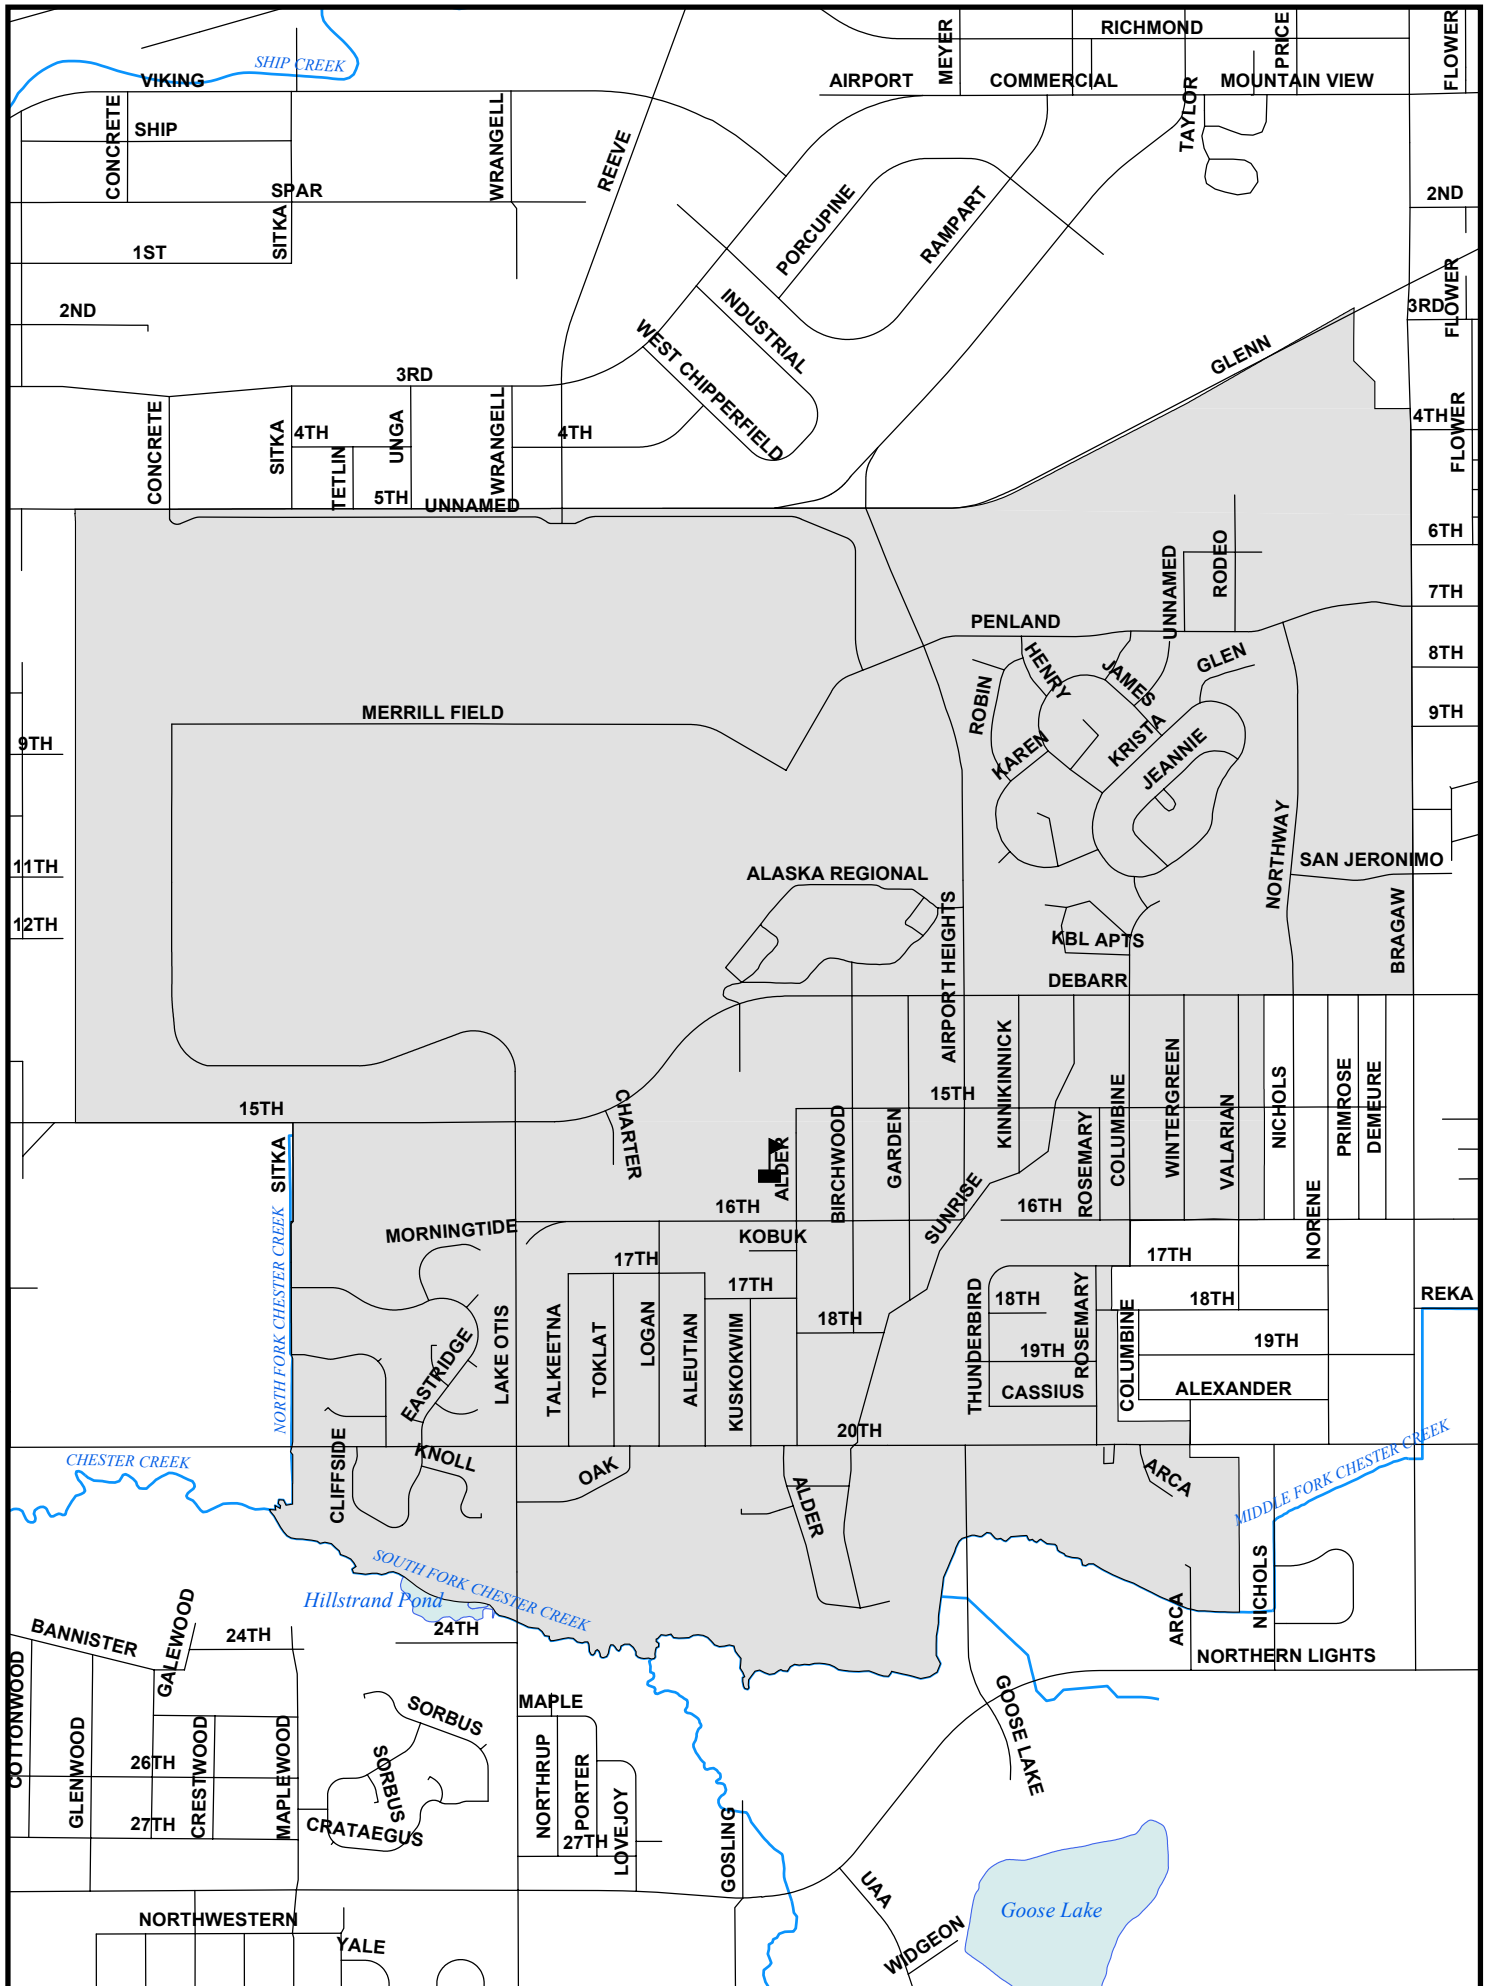 RICHMOND
MEYER
PRICE
FLOWER
SHIP CREEK
VIKING
AIRPORT
COMMERCIAL
MOUNTAIN VIEW
CONCRETE
SHIP
WRANGELL
REEVE
TAYLOR
SPAR
SITKA
PORCUPINE
RAMPART
2ND
1ST
2ND
INDUSTRIAL
WEST CHIPPERFIELD
GLENN
3RD
FLOWER
3RD
CONCRETE
SITKA
4TH
TETLIN
UNGA
5TH
WRANGELL
4TH
UNNAMED
4TH
FLOWER
6TH
UNNAMED
RODEO
7TH
PENLAND
8TH
HENRY
JAMES
GLEN
ROBIN
MERRILL FIELD
9TH
9TH
KAREN
KRISTA
JEANNIE
NORTHWAY
11TH
ALASKA REGIONAL
SAN JERONIMO
12TH
AIRPORT HEIGHTS
KBL APTS
BRAGAW
DEBARR
15TH
CHARTER
15TH
KINNIKINNICK
COLUMBINE
WINTERGREEN
VALARIAN
NICHOLS
PRIMROSE
DEMEURE
SITKA
ALDER
BIRCHWOOD
GARDEN
ROSEMARY
16TH
SUNRISE
16TH
NORENE
MORNINGTIDE
KOBUK
NORTH FORK CHESTER CREEK
17TH
17TH
17TH
THUNDERBIRD
18TH
ROSEMARY
18TH
REKA
LAKE OTIS
TALKEETNA
TOKLAT
LOGAN
ALEUTIAN
KUSKOKWIM
18TH
COLUMBINE
19TH
19TH
EASTRIDGE
CASSIUS
ALEXANDER
20TH
CHESTER CREEK
CLIFFSIDE
KNOLL
OAK
ALDER
ARCA
MIDDLE FORK CHESTER CREEK
SOUTH FORK CHESTER CREEK
Hillstrand Pond
NICHOLS
ARCA
BANNISTER
GALEWOOD
24TH
24TH
NORTHERN LIGHTS
COTTONWOOD
GLENWOOD
26TH
CRESTWOOD
MAPLEWOOD
SORBUS
SORBUS
MAPLE
GOOSE LAKE
NORTHRUP
PORTER
27TH
CRATAEGUS
27TH
LOVEJOY
GOSLING
UAA
Goose Lake
NORTHWESTERN
YALE
WIDGEON